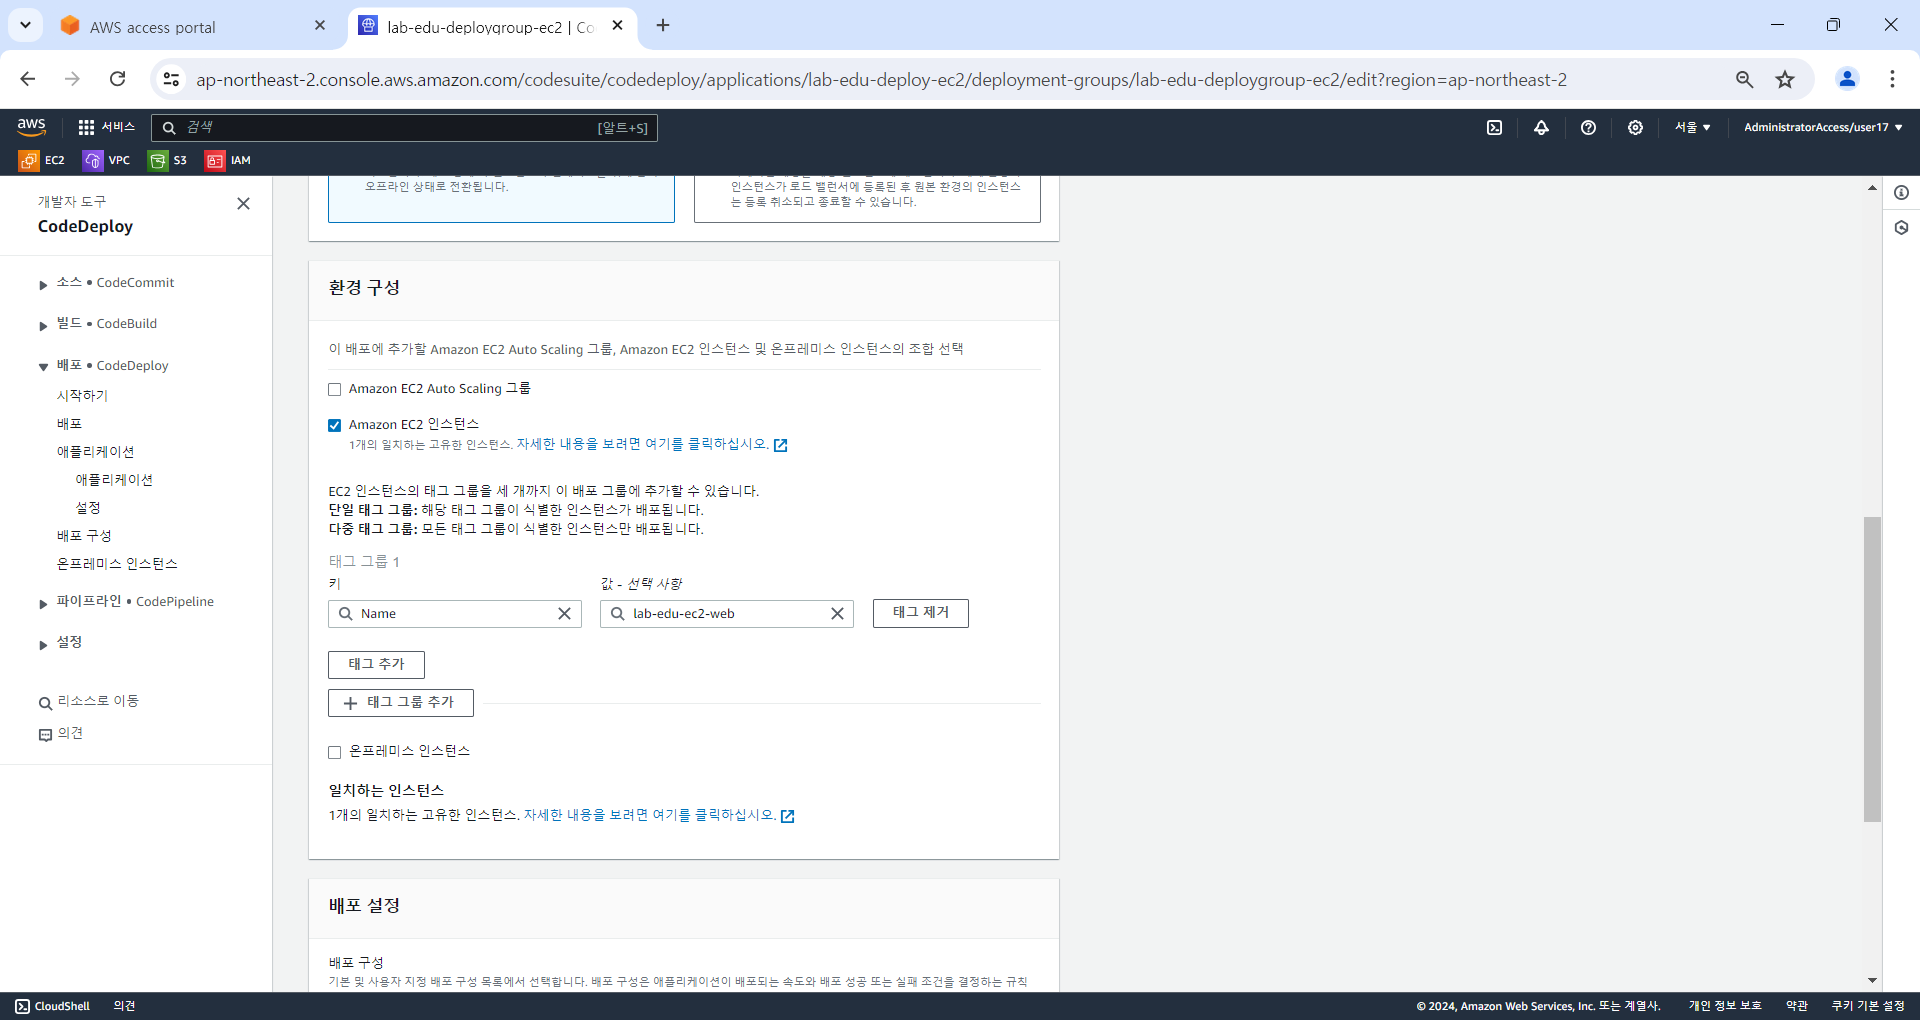 AWS access portal
lab-edu-deploygroup-ec2 | Co
ap-northeast-2.console.aws.amazon.com/codesuite/codedeploy/applications/lab-edu-deploy-ec2/deployment-groups/lab-edu-deploygroup-ec2/edit?region=ap-northeast-2
aws
서비스
검색
[알트+S]
서울
AdministratorAccess/user17
EC2
VPC
S3
IAM
개발자 도구
CodeDeploy
소스 • CodeCommit
빌드 • CodeBuild
배포 • CodeDeploy
시작하기
배포
애플리케이션
애플리케이션
설정
배포 구성
온프레미스 인스턴스
파이프라인 • CodePipeline
설정
리소스로 이동
의견
오프라인 상태로 전환됩니다.
인스턴스가 로드 밸런서에 등록된 후 원본 환경의 인스턴스
는 등록 취소되고 종료할 수 있습니다.
환경 구성
이 배포에 추가할 Amazon EC2 Auto Scaling 그룹, Amazon EC2 인스턴스 및 온프레미스 인스턴스의 조합 선택
Amazon EC2 Auto Scaling 그룹
Amazon EC2 인스턴스
1개의 일치하는 고유한 인스턴스. 자세한 내용을 보려면 여기를 클릭하십시오.
EC2 인스턴스의 태그 그룹을 세 개까지 이 배포 그룹에 추가할 수 있습니다.
단일 태그 그룹: 해당 태그 그룹이 식별한 인스턴스가 배포됩니다.
다중 태그 그룹: 모든 태그 그룹이 식별한 인스턴스만 배포됩니다.
태그 그룹 1
키
값 - 선택 사항
Name
lab-edu-ec2-web
태그 제거
태그 추가
태그 그룹 추가
온프레미스 인스턴스
일치하는 인스턴스
1개의 일치하는 고유한 인스턴스. 자세한 내용을 보려면 여기를 클릭하십시오.
배포 설정
배포 구성
기본 및 사용자 지정 배포 구성 목록에서 선택합니다. 배포 구성은 애플리케이션이 배포되는 속도와 배포 성공 또는 실패 조건을 결정하는 규칙
CloudShell
의견
© 2024, Amazon Web Services, Inc. 또는 계열사.
개인 정보 보호
약관
쿠키 기본 설정